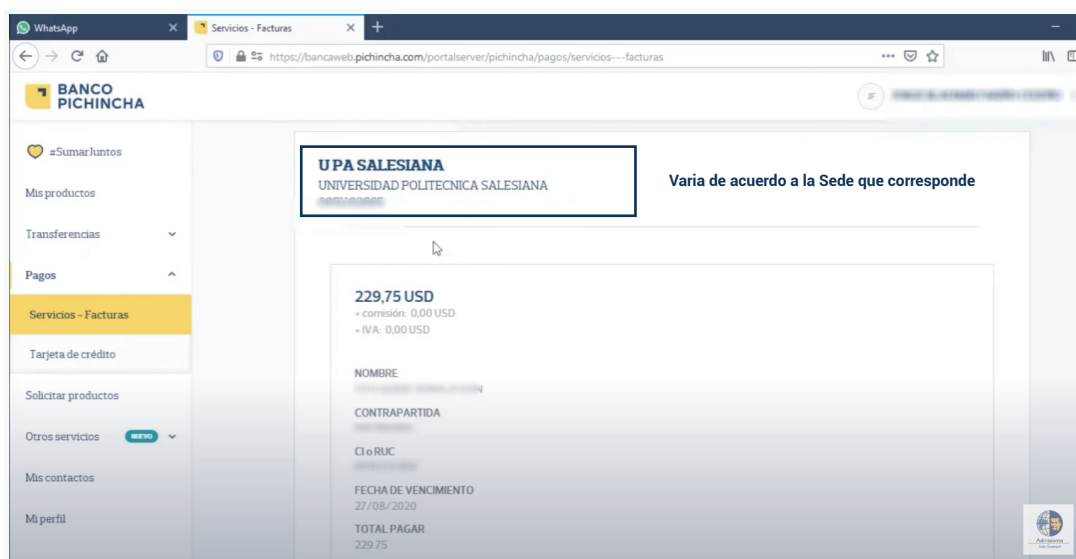 WhatsApp
Servicios - Facturas
https://bancaweb.pichincha.com/portalserver/pichincha/pagos/servicios---facturas
BANCO
PICHINCHA
#SumarJuntos
Mis productos
Transferencias
Pagos
Servicios - Facturas
Tarjeta de crédito
Solicitar productos
Otros servicios NUEVO
Mis contactos
Mi perfil
U PA SALESIANA
UNIVERSIDAD POLITECNICA SALESIANA
Varia de acuerdo a la Sede que corresponde
229,75 USD
+ comisión: 0,00 USD
+ IVA: 0,00 USD
NOMBRE
CONTRAPARTIDA
CI o RUC
FECHA DE VENCIMIENTO
27/08/2020
TOTAL PAGAR
229.75
Admisiones